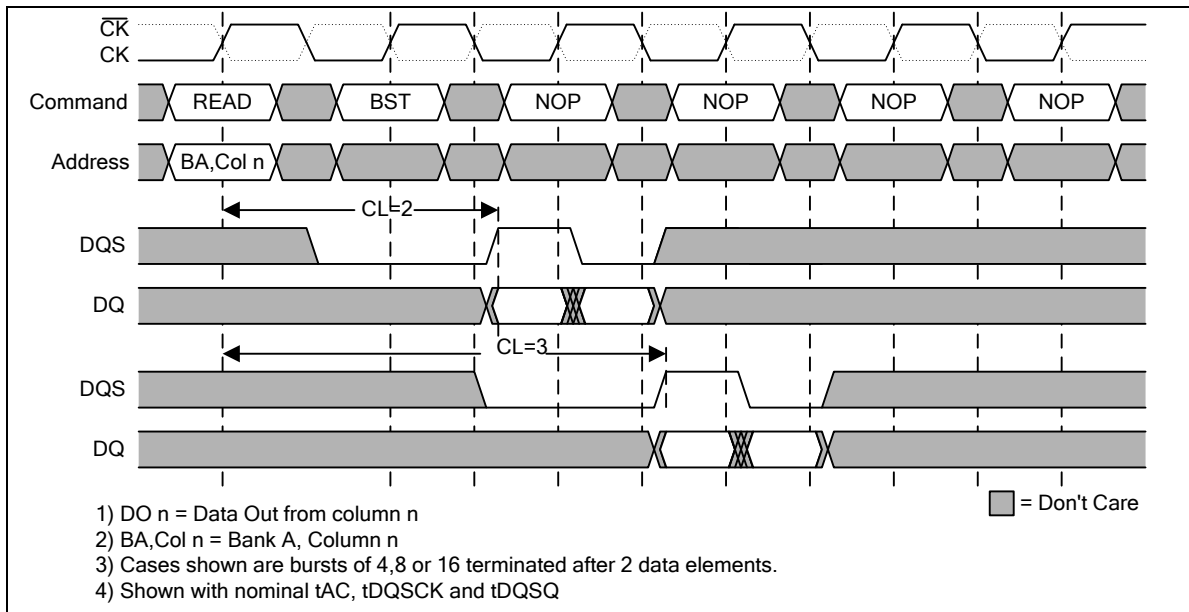 CK
CK
Command READ BST NOP NOP NOP NOP
Address BA,Col n
CL=2
DQS
DQ
CL=3
DQS
DQ
1) DO n = Data Out from column n
2) BA,Col n = Bank A, Column n
3) Cases shown are bursts of 4,8 or 16 terminated after 2 data elements.
4) Shown with nominal tAC, tDQSCK and tDQSQ
= Don't Care